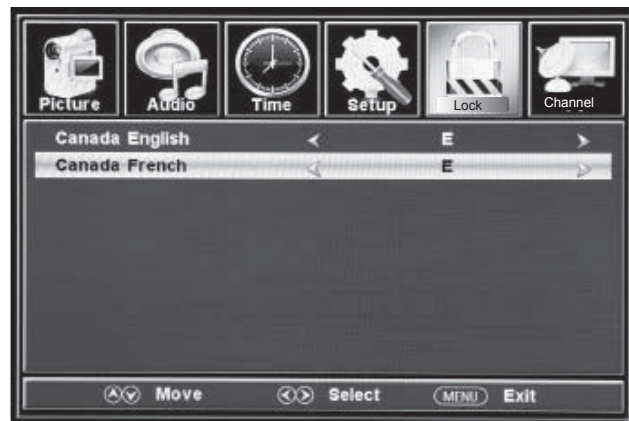 Picture Audio Time Setup Lock Channel
Canada English E
Canada French E
Move Select MENU Exit